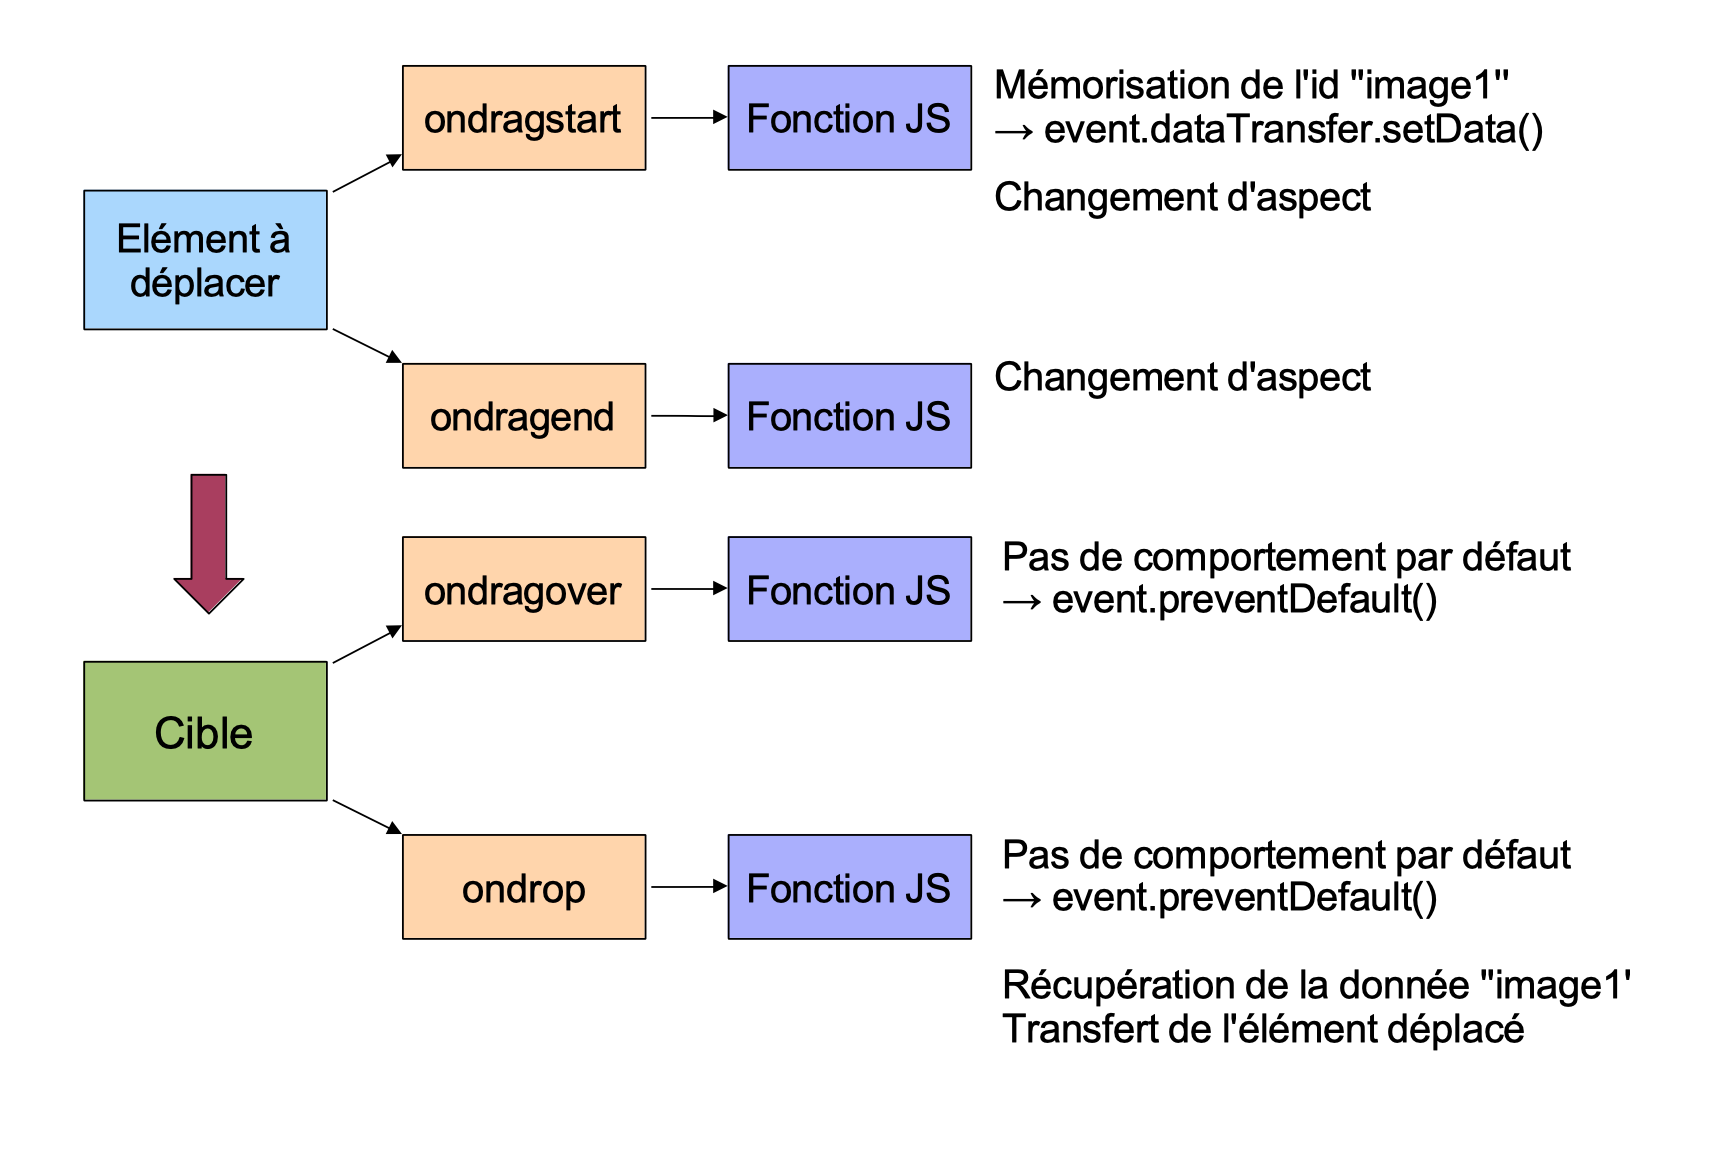 ondragstart
Fonction JS
Mémorisation de l'id "image1"
→ event.dataTransfer.setData()
Changement d'aspect
Elément à
déplacer
ondragend
Fonction JS
Changement d'aspect
ondragover
Fonction JS
Pas de comportement par défaut
→ event.preventDefault()
Cible
ondrop
Fonction JS
Pas de comportement par défaut
→ event.preventDefault()
Récupération de la donnée "image1'
Transfert de l'élément déplacé